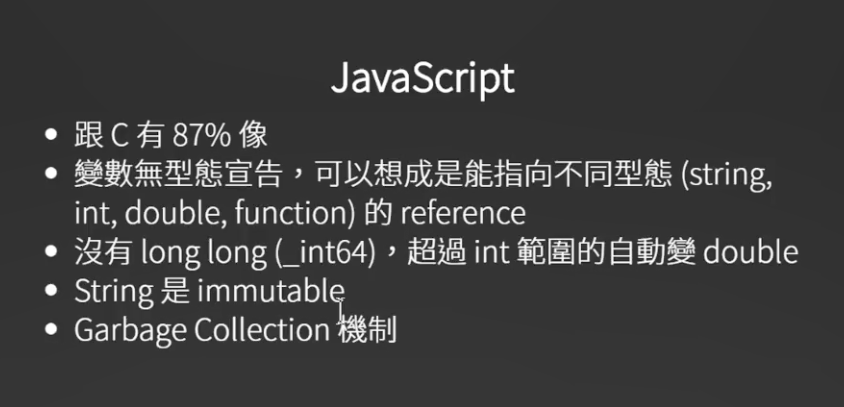 JavaScript
• 跟 C 有 87% 像
• 變數無型態宣告，可以想成是能指向不同型態 (string,
int, double, function) 的 reference
• 沒有 long long (_int64)，超過 int 範圍的自動變 double
• String 是 immutable
• Garbage Collection 機制